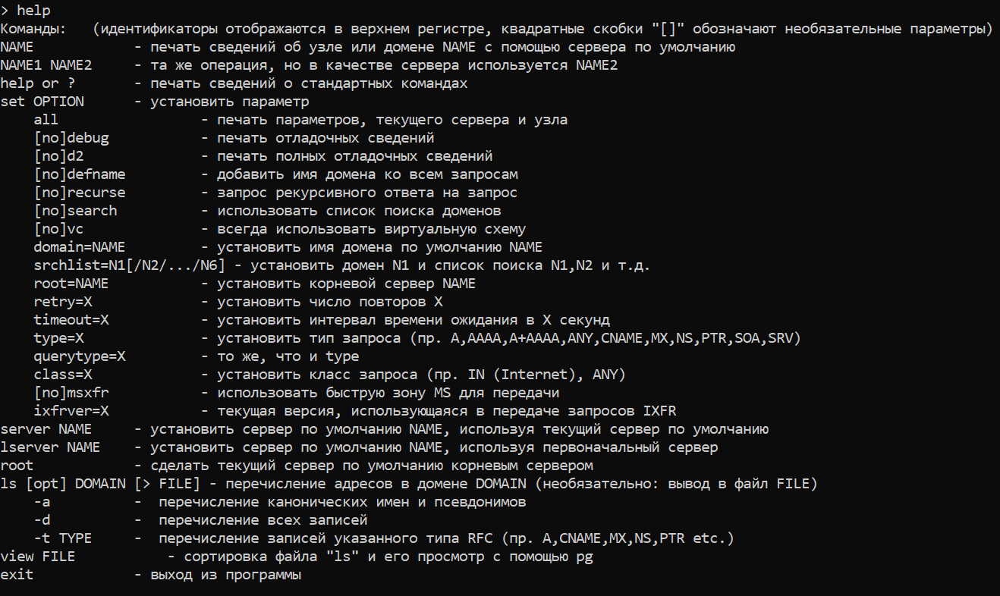 > help
Команды:   (идентификаторы отображаются в верхнем регистре, квадратные скобки "[]" обозначают необязательные параметры)
NAME            - печать сведений об узле или домене NAME с помощью сервера по умолчанию
NAME1 NAME2     - та же операция, но в качестве сервера используется NAME2
help or ?       - печать сведений о стандартных командах
set OPTION      - установить параметр
    all                 - печать параметров, текущего сервера и узла
    [no]debug           - печать отладочных сведений
    [no]d2              - печать полных отладочных сведений
    [no]defname         - добавить имя домена ко всем запросам
    [no]recurse         - запрос рекурсивного ответа на запрос
    [no]search          - использовать список поиска доменов
    [no]vc              - всегда использовать виртуальную схему
    domain=NAME         - установить имя домена по умолчанию NAME
    srchlist=N1[/N2/.../N6] - установить домен N1 и список поиска N1,N2 и т.д.
    root=NAME           - установить корневой сервер NAME
    retry=X             - установить число повторов X
    timeout=X           - установить интервал времени ожидания в X секунд
    type=X              - установить тип запроса (пр. A,AAAA,A+AAAA,ANY,CNAME,MX,NS,PTR,SOA,SRV)
    querytype=X         - то же, что и type
    class=X             - установить класс запроса (пр. IN (Internet), ANY)
    [no]msxfr           - использовать быструю зону MS для передачи
    ixfrver=X           - текущая версия, использующаяся в передаче запросов IXFR
server NAME     - установить сервер по умолчанию NAME, используя текущий сервер по умолчанию
lserver NAME    - установить сервер по умолчанию NAME, используя первоначальный сервер
root            - сделать текущий сервер по умолчанию корневым сервером
ls [opt] DOMAIN [> FILE] - перечисление адресов в домене DOMAIN (необязательно: вывод в файл FILE)
    -a          -  перечисление канонических имен и псевдонимов
    -d          -  перечисление всех записей
    -t TYPE     -  перечисление записей указанного типа RFC (пр. A,CNAME,MX,NS,PTR etc.)
view FILE           - сортировка файла "ls" и его просмотр с помощью pg
exit            - выход из программы